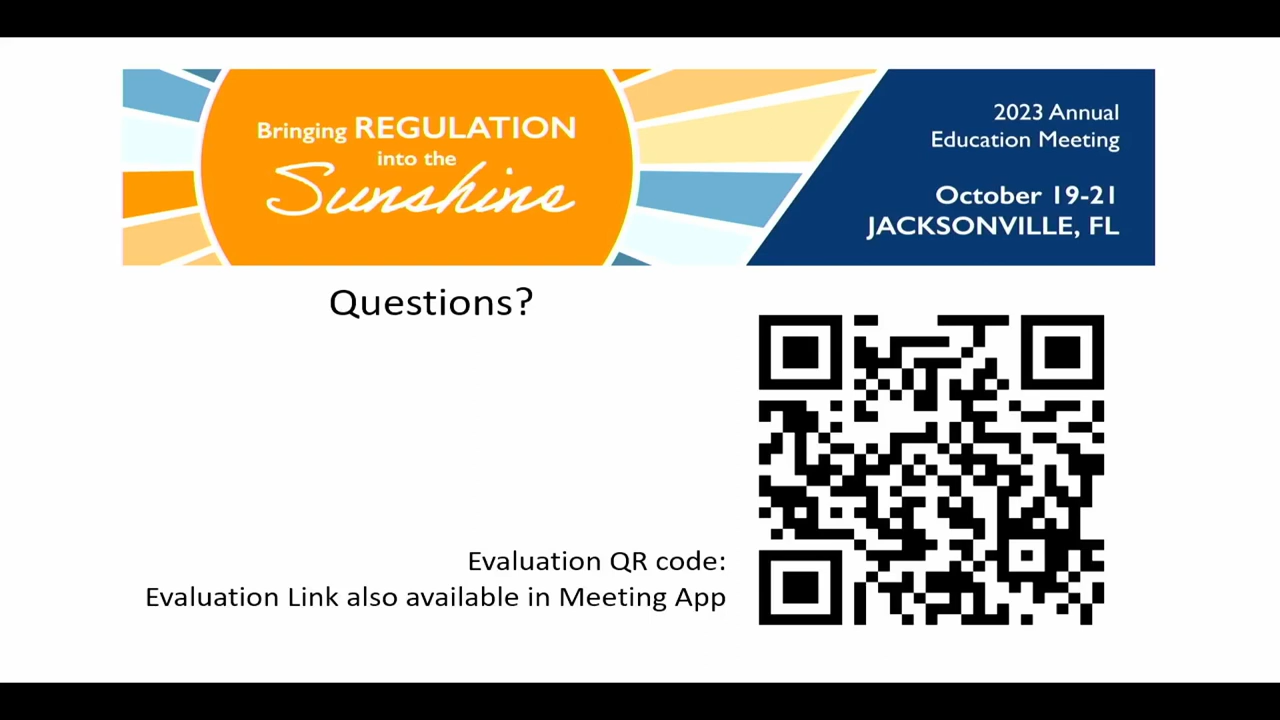 Bringing REGULATION
into the
Sunshine
2023 Annual
Education Meeting
October 19-21
JACKSONVILLE, FL
Questions?
Evaluation QR code:
Evaluation Link also available in Meeting App